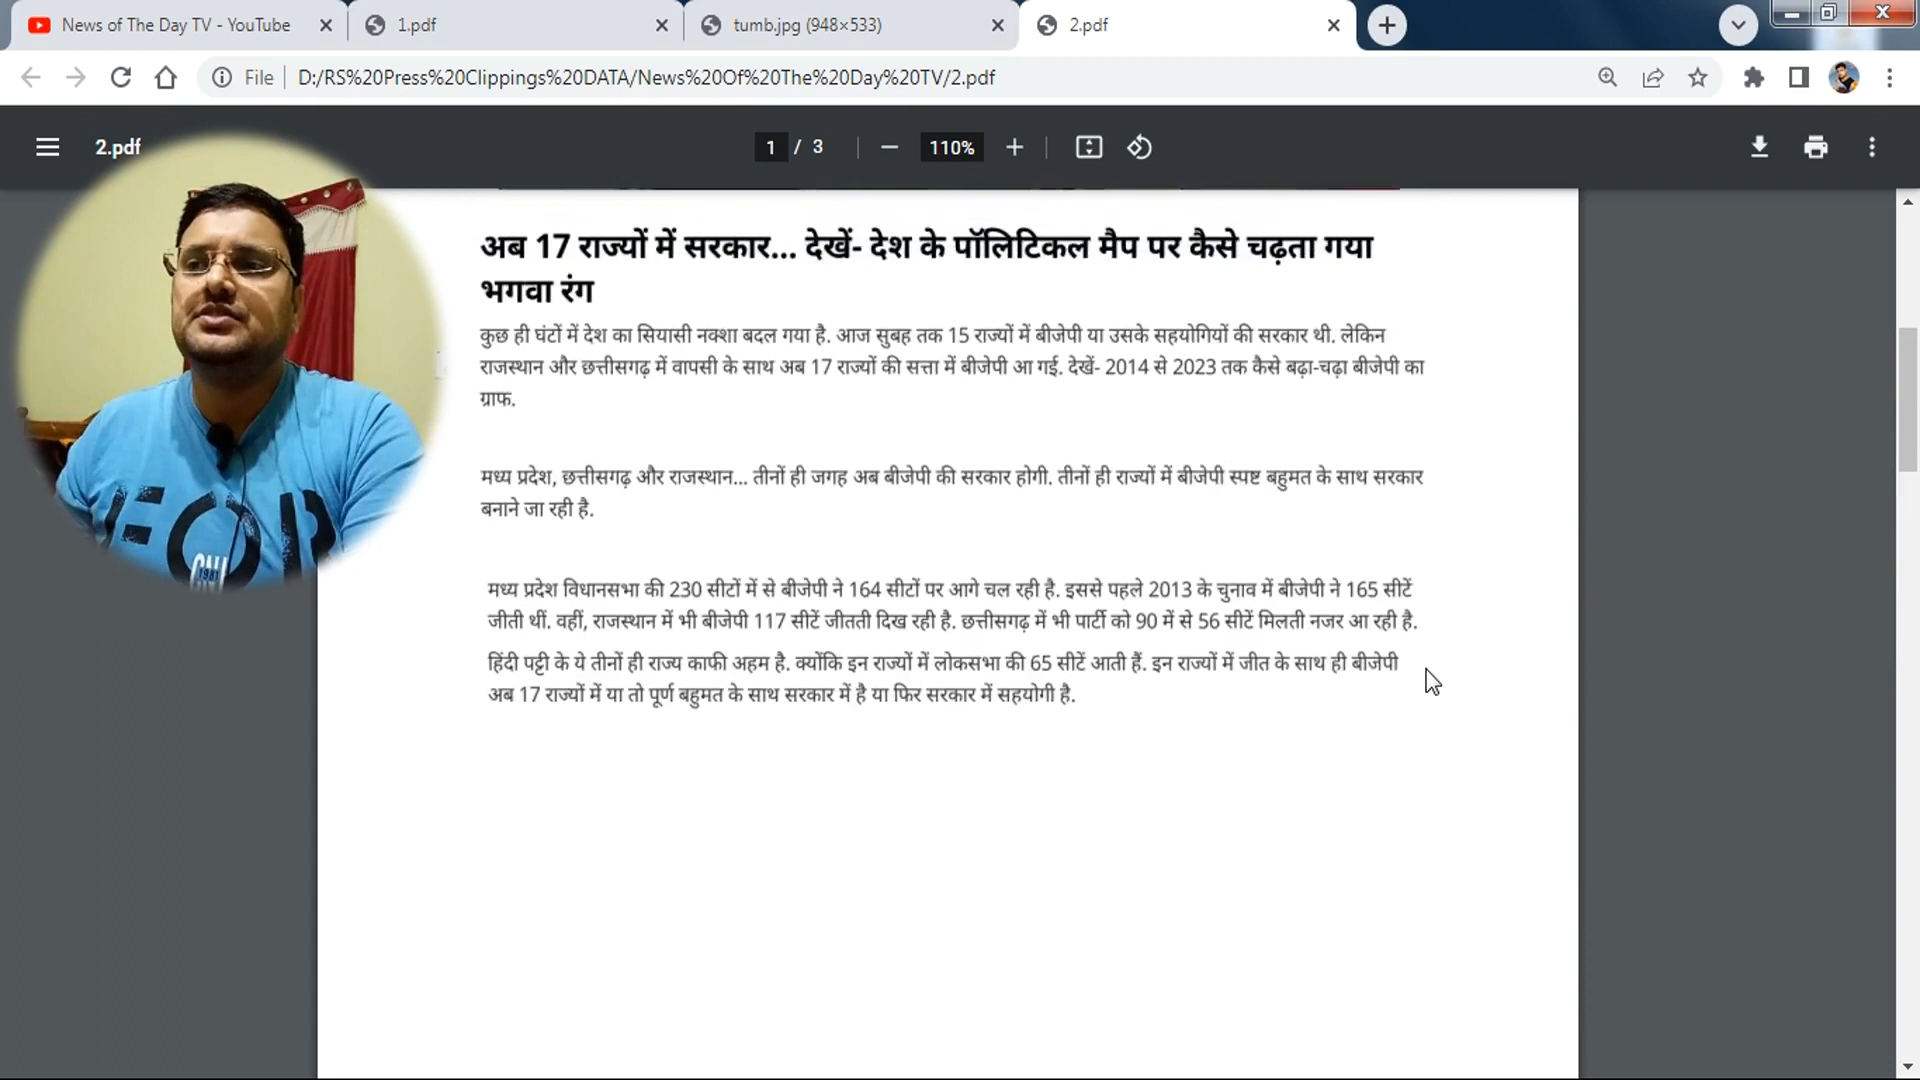 News of The Day TV - YouTube
1.pdf
tumb.jpg (948×533)
2.pdf
File
D:/RS%20Press%20Clippings%20DATA/News%20Of%20The%20Day%20TV/2.pdf
2.pdf
1 / 3
110%
अब 17 राज्यों में सरकार... देखें- देश के पॉलिटिकल मैप पर कैसे चढ़ता गया
भगवा रंग
कुछ ही घंटों में देश का सियासी नक्शा बदल गया है. आज सुबह तक 15 राज्यों में बीजेपी या उसके सहयोगियों की सरकार थी. लेकिन
राजस्थान और छत्तीसगढ़ में वापसी के साथ अब 17 राज्यों की सत्ता में बीजेपी आ गई. देखें- 2014 से 2023 तक कैसे बढ़ा-चढ़ा बीजेपी का
ग्राफ.
मध्य प्रदेश, छत्तीसगढ़ और राजस्थान... तीनों ही जगह अब बीजेपी की सरकार होगी. तीनों ही राज्यों में बीजेपी स्पष्ट बहुमत के साथ सरकार
बनाने जा रही है.
मध्य प्रदेश विधानसभा की 230 सीटों में से बीजेपी ने 164 सीटों पर आगे चल रही है. इससे पहले 2013 के चुनाव में बीजेपी ने 165 सीटें
जीती थीं. वहीं, राजस्थान में भी बीजेपी 117 सीटें जीतती दिख रही है. छत्तीसगढ़ में भी पार्टी को 90 में से 56 सीटें मिलती नजर आ रही है.
हिंदी पट्टी के ये तीनों ही राज्य काफी अहम है. क्योंकि इन राज्यों में लोकसभा की 65 सीटें आती हैं. इन राज्यों में जीत के साथ ही बीजेपी
अब 17 राज्यों में या तो पूर्ण बहुमत के साथ सरकार में है या फिर सरकार में सहयोगी है.
1981